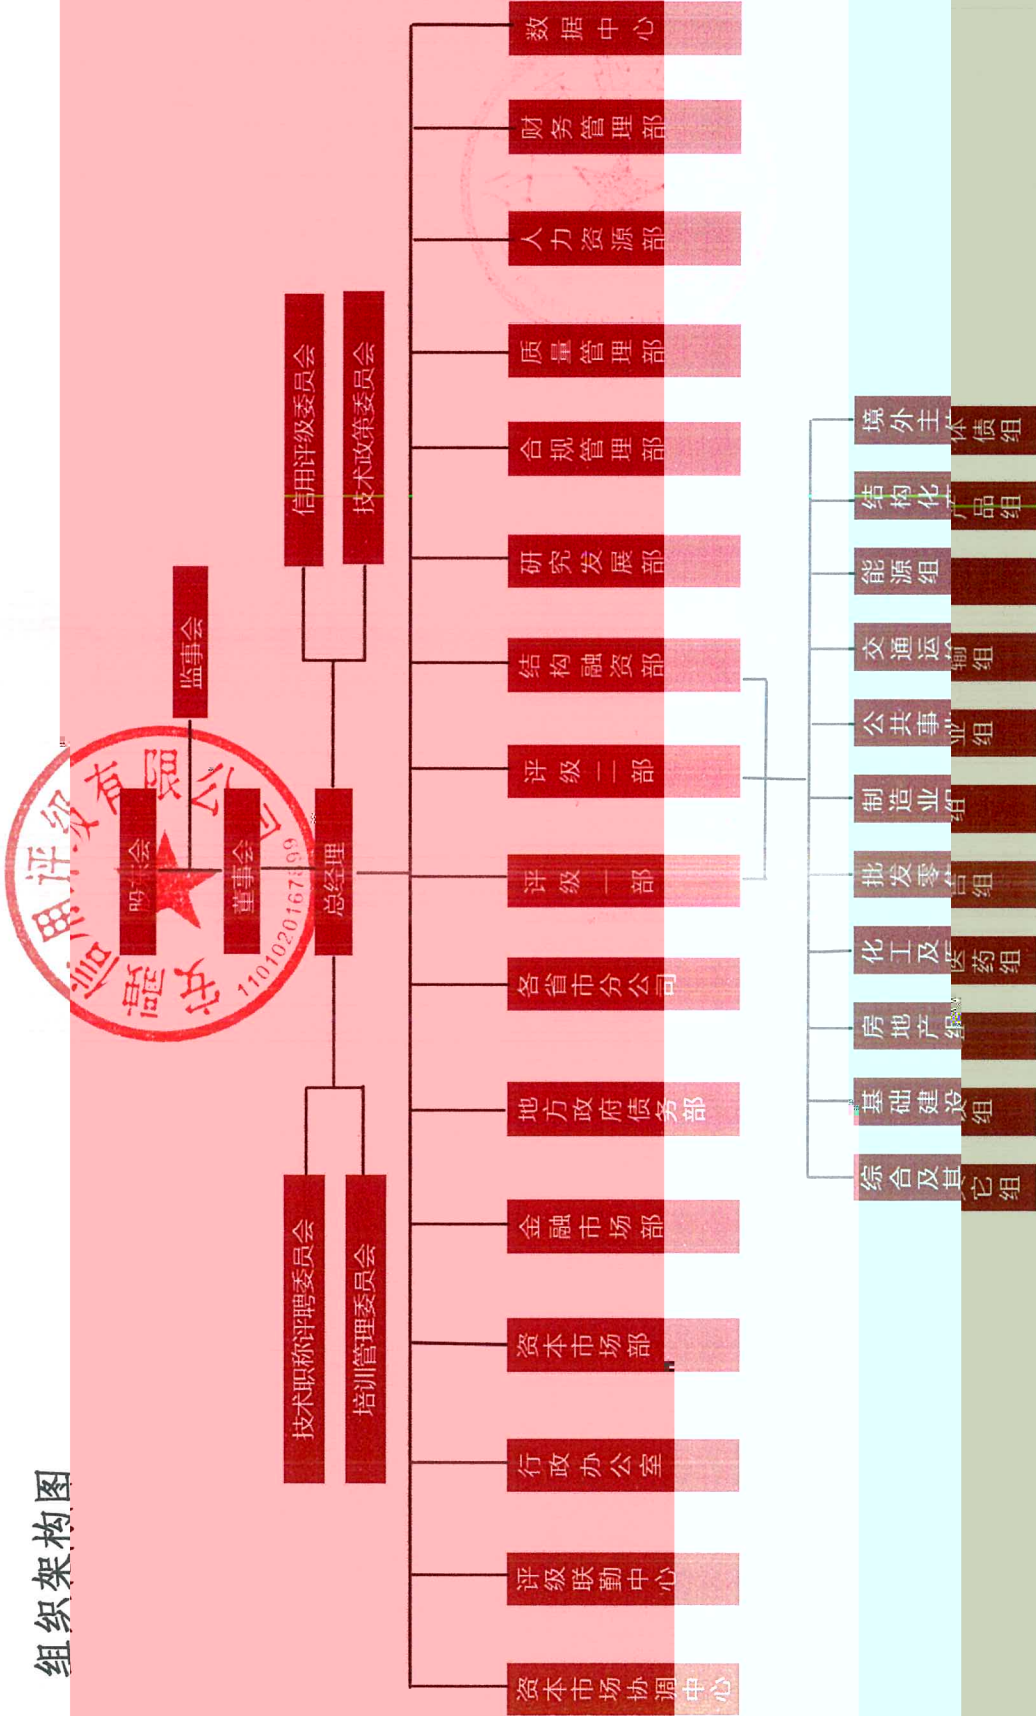 组织架构图
股东会
监事会
董事会
总经理
技术职称评聘委员会
培训管理委员会
信用评级委员会
技术政策委员会
资本市场协调中心
评级联勤中心
行政办公室
资本市场部
金融市场部
地方政府债务部
各省市分公司
评级一部
评级二部
结构融资部
研究发展部
合规管理部
质量管理部
人力资源部
财务管理部
数据中心
综合及其它组
基础建设组
房地产组
化工及医药组
批发零售组
制造业组
公共事业组
交通运输组
能源组
结构化产品组
境外主体债组
信用评级有限公司